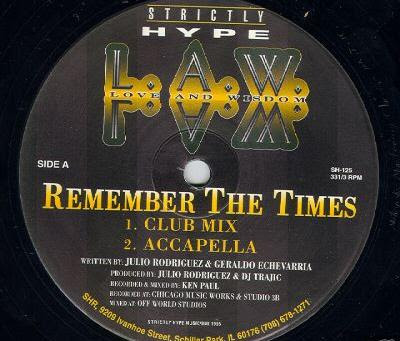 STRICTLY
HYPE
L.A.W.
LOVE AND WISDOM
SIDE A
SH-125
331/3 RPM
REMEMBER THE TIMES
1. CLUB MIX
2. ACCAPELLA
WRITTEN BY: JULIO RODRIGUEZ & GERALDO ECHEVARRIA
PRODUCED BY: JULIO RODRIGUEZ & DJ TRAJIC
RECORDED & MIXED BY: KEN PAUL
RECORDED AT: CHICAGO MUSIC WORKS & STUDIO 3B
MIXED AT: OFF WORLD STUDIOS
STRICTLY HYPE
SHR, 9209 Ivanhoe Street, Schiller Park, IL 60176 (708) 678-1271